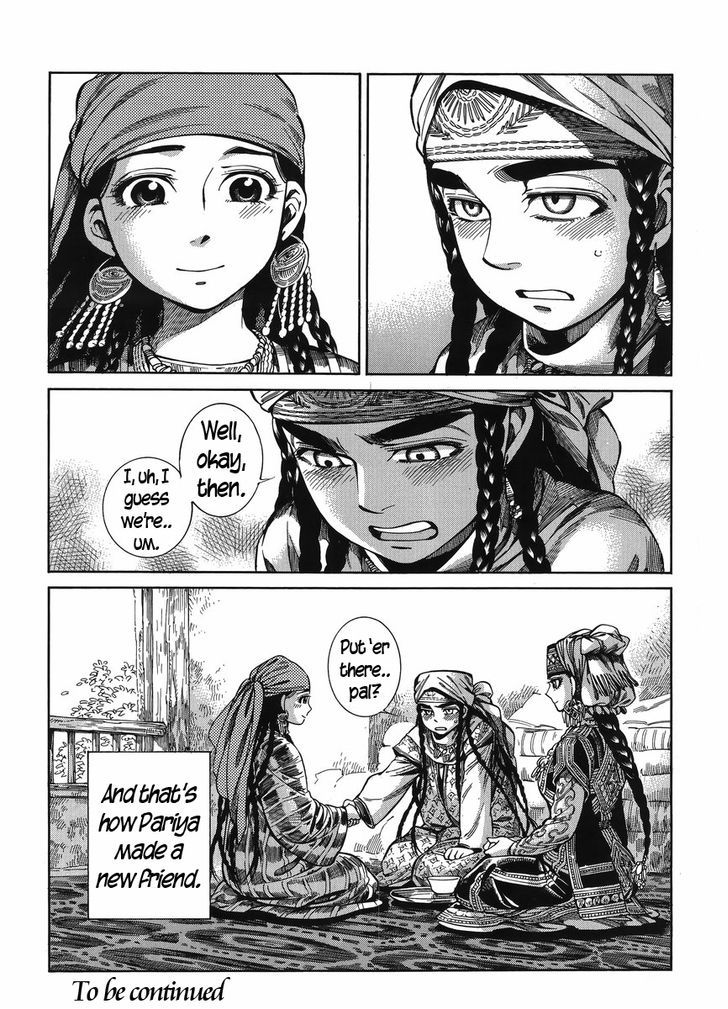 Well,
okay,
then.
I, uh, I
guess
we're..
um.
Put 'er
there..
pal?
And that's
how Pariya
made a
new friend.
To be continued